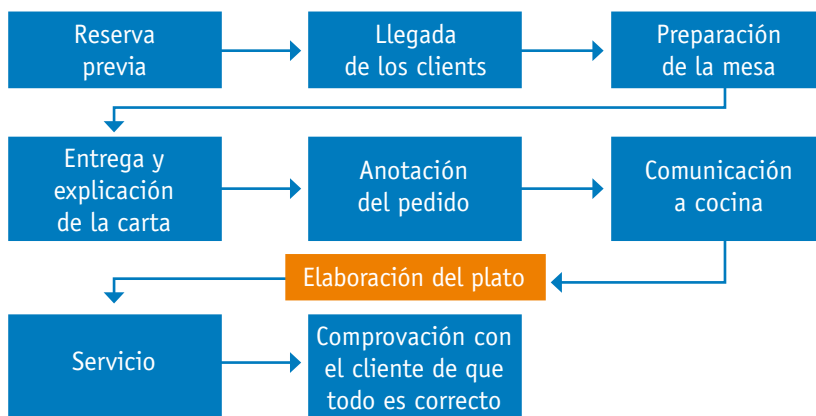 Reserva
previa
Llegada
de los clients
Preparación
de la mesa
Entrega y
explicación
de la carta
Anotación
del pedido
Comunicación
a cocina
Elaboración del plato
Servicio
Comprovación con
el cliente de que
todo es correcto